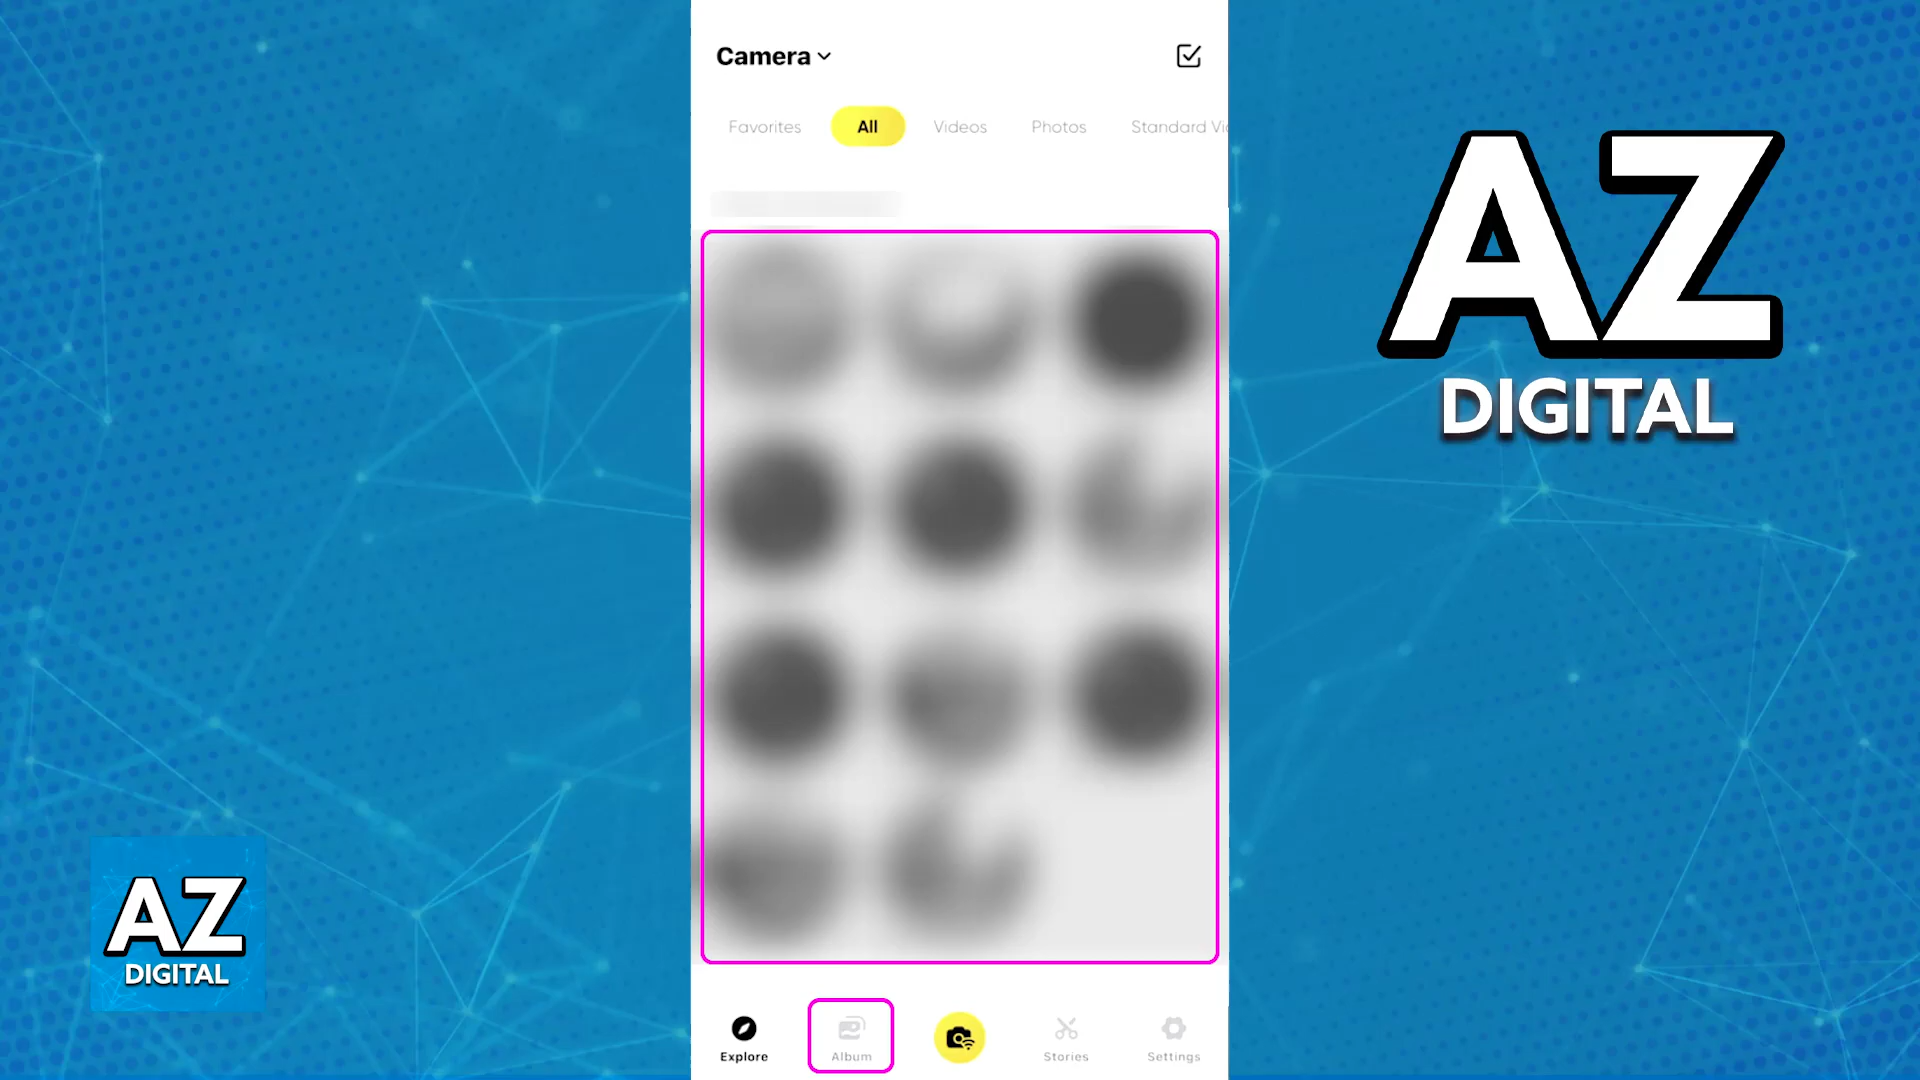 Camera
Favorites All Videos Photos Standard Vi
AZ
DIGITAL
AZ
DIGITAL
Explore Album Stories Settings